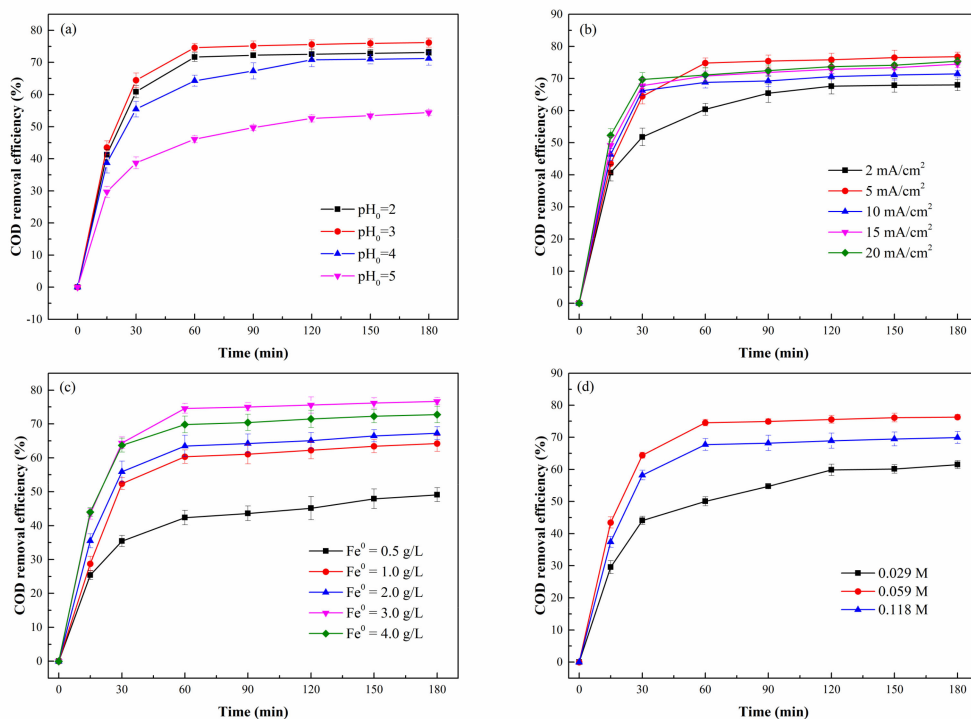 (a)
COD removal efficiency (%)
80
70
60
50
40
30
20
10
0
-10
pH₀=2
pH₀=3
pH₀=4
pH₀=5
0 30 60 90 120 150 180
Time (min)
(b)
COD removal efficiency (%)
90
80
70
60
50
40
30
20
10
0
2 mA/cm²
5 mA/cm²
10 mA/cm²
15 mA/cm²
20 mA/cm²
0 30 60 90 120 150 180
Time (min)
(c)
COD removal efficiency (%)
80
70
60
50
40
30
20
10
0
Fe⁰ = 0.5 g/L
Fe⁰ = 1.0 g/L
Fe⁰ = 2.0 g/L
Fe⁰ = 3.0 g/L
Fe⁰ = 4.0 g/L
0 30 60 90 120 150 180
Time (min)
(d)
COD removal efficiency (%)
90
80
70
60
50
40
30
20
10
0
0.029 M
0.059 M
0.118 M
0 30 60 90 120 150 180
Time (min)